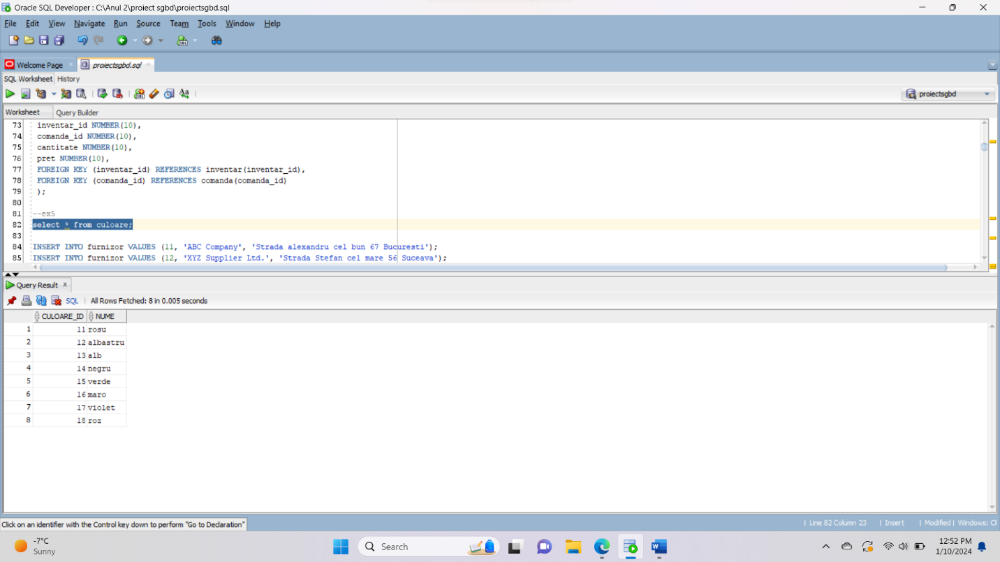 Oracle SQL Developer : C:\Anul 2\proiect sgbd\proiectsgbd.sql
File Edit View Navigate Run Source Team Tools Window Help
Welcome Page proiectsgbd.sql
SQL Worksheet History
proiectsgbd
Worksheet Query Builder
73 inventar_id NUMBER(10),
74 comanda_id NUMBER(10),
75 cantitate NUMBER(10),
76 pret NUMBER(10),
77 FOREIGN KEY (inventar_id) REFERENCES inventar(inventar_id),
78 FOREIGN KEY (comanda_id) REFERENCES comanda(comanda_id)
79 );
80
81 --ex5
82 select * from culoare;
83
84 INSERT INTO furnizor VALUES (11, 'ABC Company', 'Strada alexandru cel bun 67 Bucuresti');
85 INSERT INTO furnizor VALUES (12, 'XYZ Supplier Ltd.', 'Strada Stefan cel mare 56 Suceava');
Query Result x
SQL | All Rows Fetched: 8 in 0.005 seconds
CULOARE_ID NUME
1 11 rosu
2 12 albastru
3 13 alb
4 14 negru
5 15 verde
6 16 maro
7 17 violet
8 18 roz
Click on an identifier with the Control key down to perform "Go to Declaration"
| Line 82 Column 23 | Insert | Modified | Windows: CR
-7°C
Sunny
Search
12:52 PM
1/10/2024